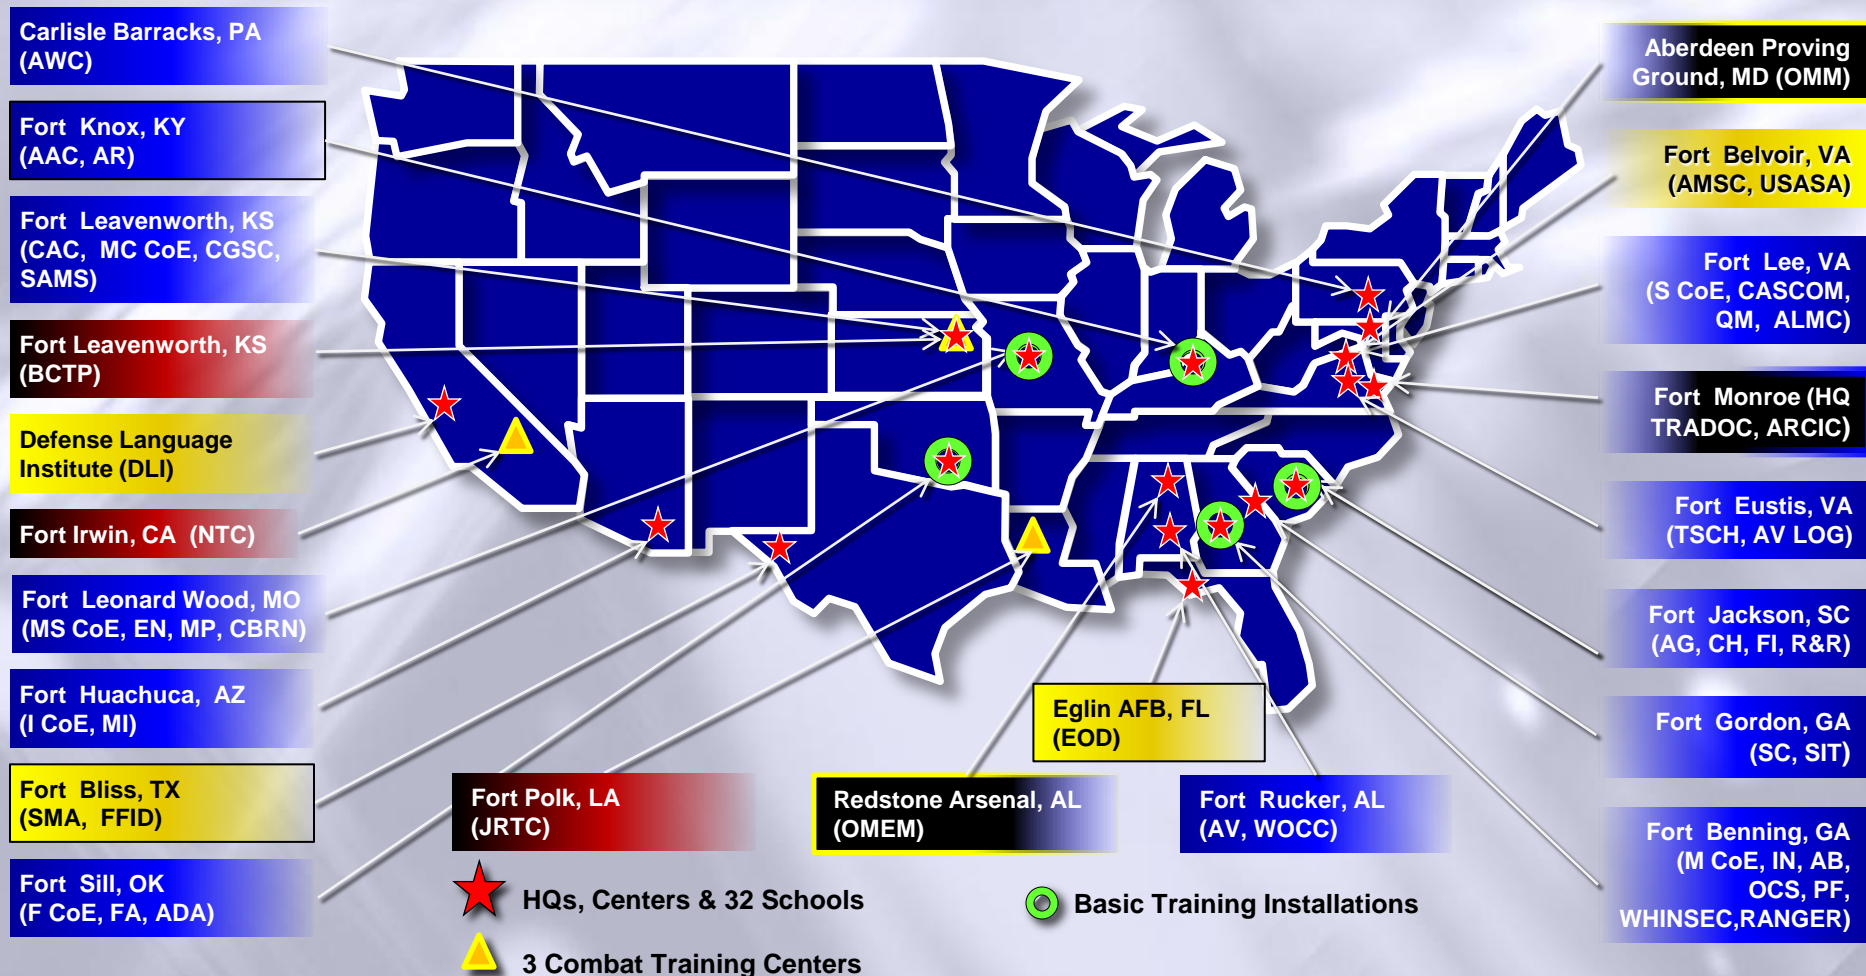 Carlisle Barracks, PA
(AWC)
Fort Knox, KY
(AAC, AR)
Fort Leavenworth, KS
(CAC, MC CoE, CGSC,
SAMS)
Fort Leavenworth, KS
(BCTP)
Defense Language
Institute (DLI)
Fort Irwin, CA (NTC)
Fort Leonard Wood, MO
(MS CoE, EN, MP, CBRN)
Fort Huachuca, AZ
(I CoE, MI)
Fort Bliss, TX
(SMA, FFID)
Fort Sill, OK
(F CoE, FA, ADA)
Fort Polk, LA
(JRTC)
Redstone Arsenal, AL
(OMEM)
Eglin AFB, FL
(EOD)
Fort Rucker, AL
(AV, WOCC)
Aberdeen Proving
Ground, MD (OMM)
Fort Belvoir, VA
(AMSC, USASA)
Fort Lee, VA
(S CoE, CASCOM,
QM, ALMC)
Fort Monroe (HQ
TRADOC, ARCIC)
Fort Eustis, VA
(TSCH, AV LOG)
Fort Jackson, SC
(AG, CH, FI, R&R)
Fort Gordon, GA
(SC, SIT)
Fort Benning, GA
(M CoE, IN, AB,
OCS, PF,
WHINSEC,RANGER)
HQs, Centers & 32 Schools
Basic Training Installations
3 Combat Training Centers